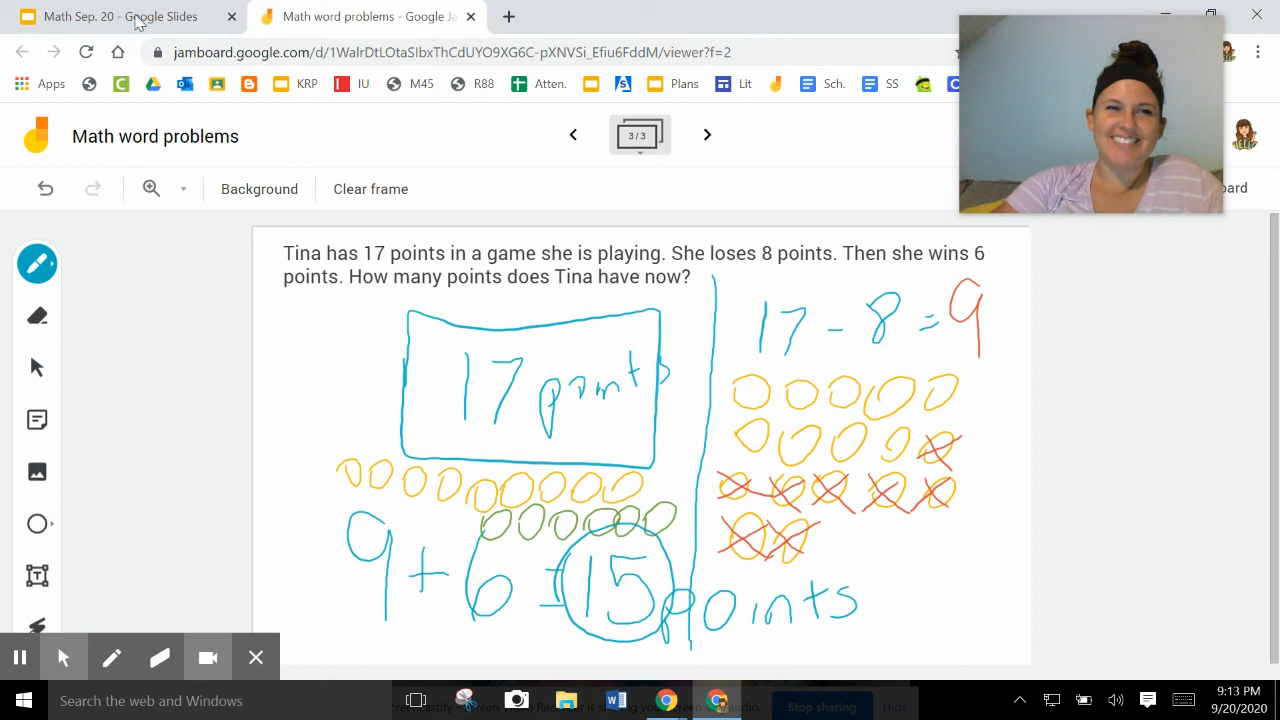 Math Sep. 20 - Google Slides
Math word problems - Google Ja
jamboard.google.com/d/1WalrDtLOtaSIbxThCdUYO9XG6C-pXNVSi_Efiu6FddM/viewer?f=2
Apps KRP IU M45 R88 Atten. Plans Lit Sch. SS
Math word problems
3 / 3
Background Clear frame
Tina has 17 points in a game she is playing. She loses 8 points. Then she wins 6
points. How many points does Tina have now?
17 - 8 = 9
17 points
9 + 6 = 15 points
Search the web and Windows
Stop sharing Hide
9:13 PM
9/20/2020